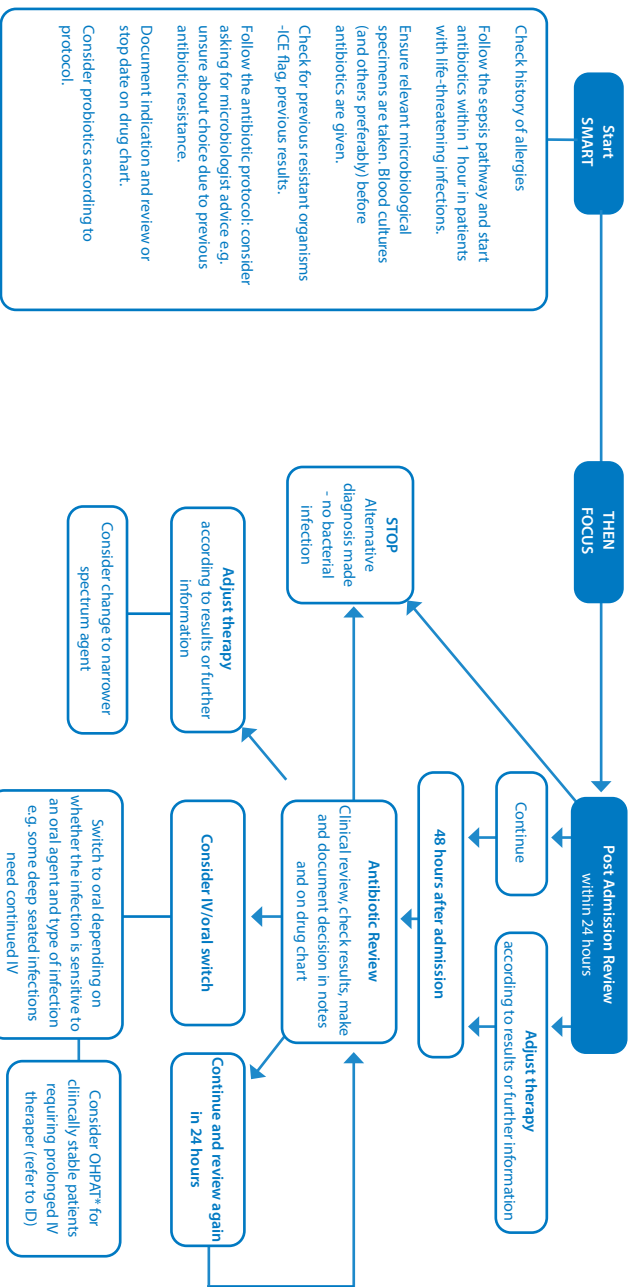 Start
SMART
Check history of allergies
Follow the sepsis pathway and start
antibiotics within 1 hour in patients
with life-threatening infections.
Ensure relevant microbiological
specimens are taken. Blood cultures
(and others preferably) before
antibiotics are given.
Check for previous resistant organisms
-ICE flag, previous results.
Follow the antibiotic protocol: consider
asking for microbiologist advice e.g.
unsure about choice due to previous
antibiotic resistance.
Document indication and review or
stop date on drug chart.
Consider probiotics according to
protocol.
THEN
FOCUS
Post Admission Review
within 24 hours
STOP
Alternative
diagnosis made
- no bacterial
infection
Continue
Adjust therapy
according to results or further information
48 hours after admission
Antibiotic Review
Clinical review, check results, make
and document decision in notes
and on drug chart
Adjust therapy
according to results or further
information
Consider change to narrower
spectrum agent
Consider IV/oral switch
Switch to oral depending on
whether the infection is sensitive to
an oral agent and type of infection
e.g. some deep seated infections
need continued IV
Continue and review again
in 24 hours
Consider OHPAT* for
cliincally stable patients
requiring prolonged IV
theraper (refer to ID)